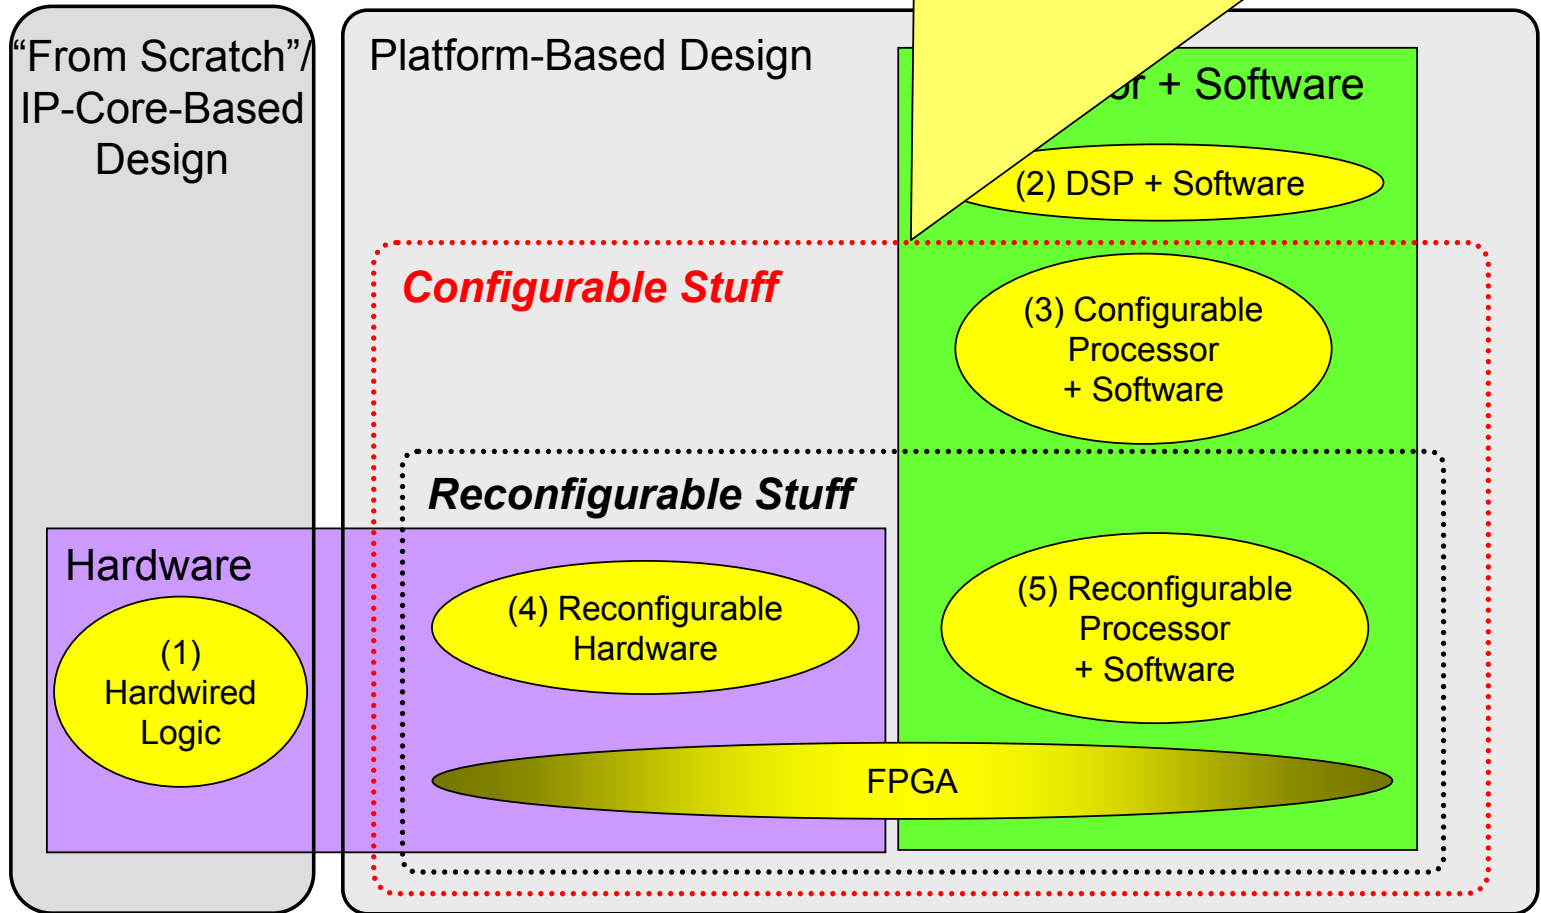 “From Scratch”/
IP-Core-Based
Design
Platform-Based Design
+ Software
(2) DSP + Software
Configurable Stuff
(3) Configurable
Processor
+ Software
Reconfigurable Stuff
Hardware
(1)
Hardwired
Logic
(4) Reconfigurable
Hardware
(5) Reconfigurable
Processor
+ Software
FPGA